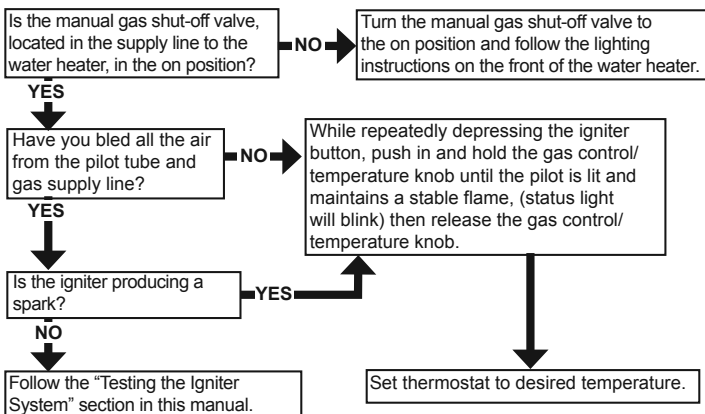 Is the manual gas shut-off valve,
located in the supply line to the
water heater, in the on position?
NO
Turn the manual gas shut-off valve to
the on position and follow the lighting
instructions on the front of the water heater.
YES
Have you bled all the air
from the pilot tube and
gas supply line?
NO
While repeatedly depressing the igniter
button, push in and hold the gas control/
temperature knob until the pilot is lit and
maintains a stable flame, (status light
will blink) then release the gas control/
temperature knob.
YES
Is the igniter producing a
spark?
YES
NO
Follow the “Testing the Igniter
System” section in this manual.
Set thermostat to desired temperature.